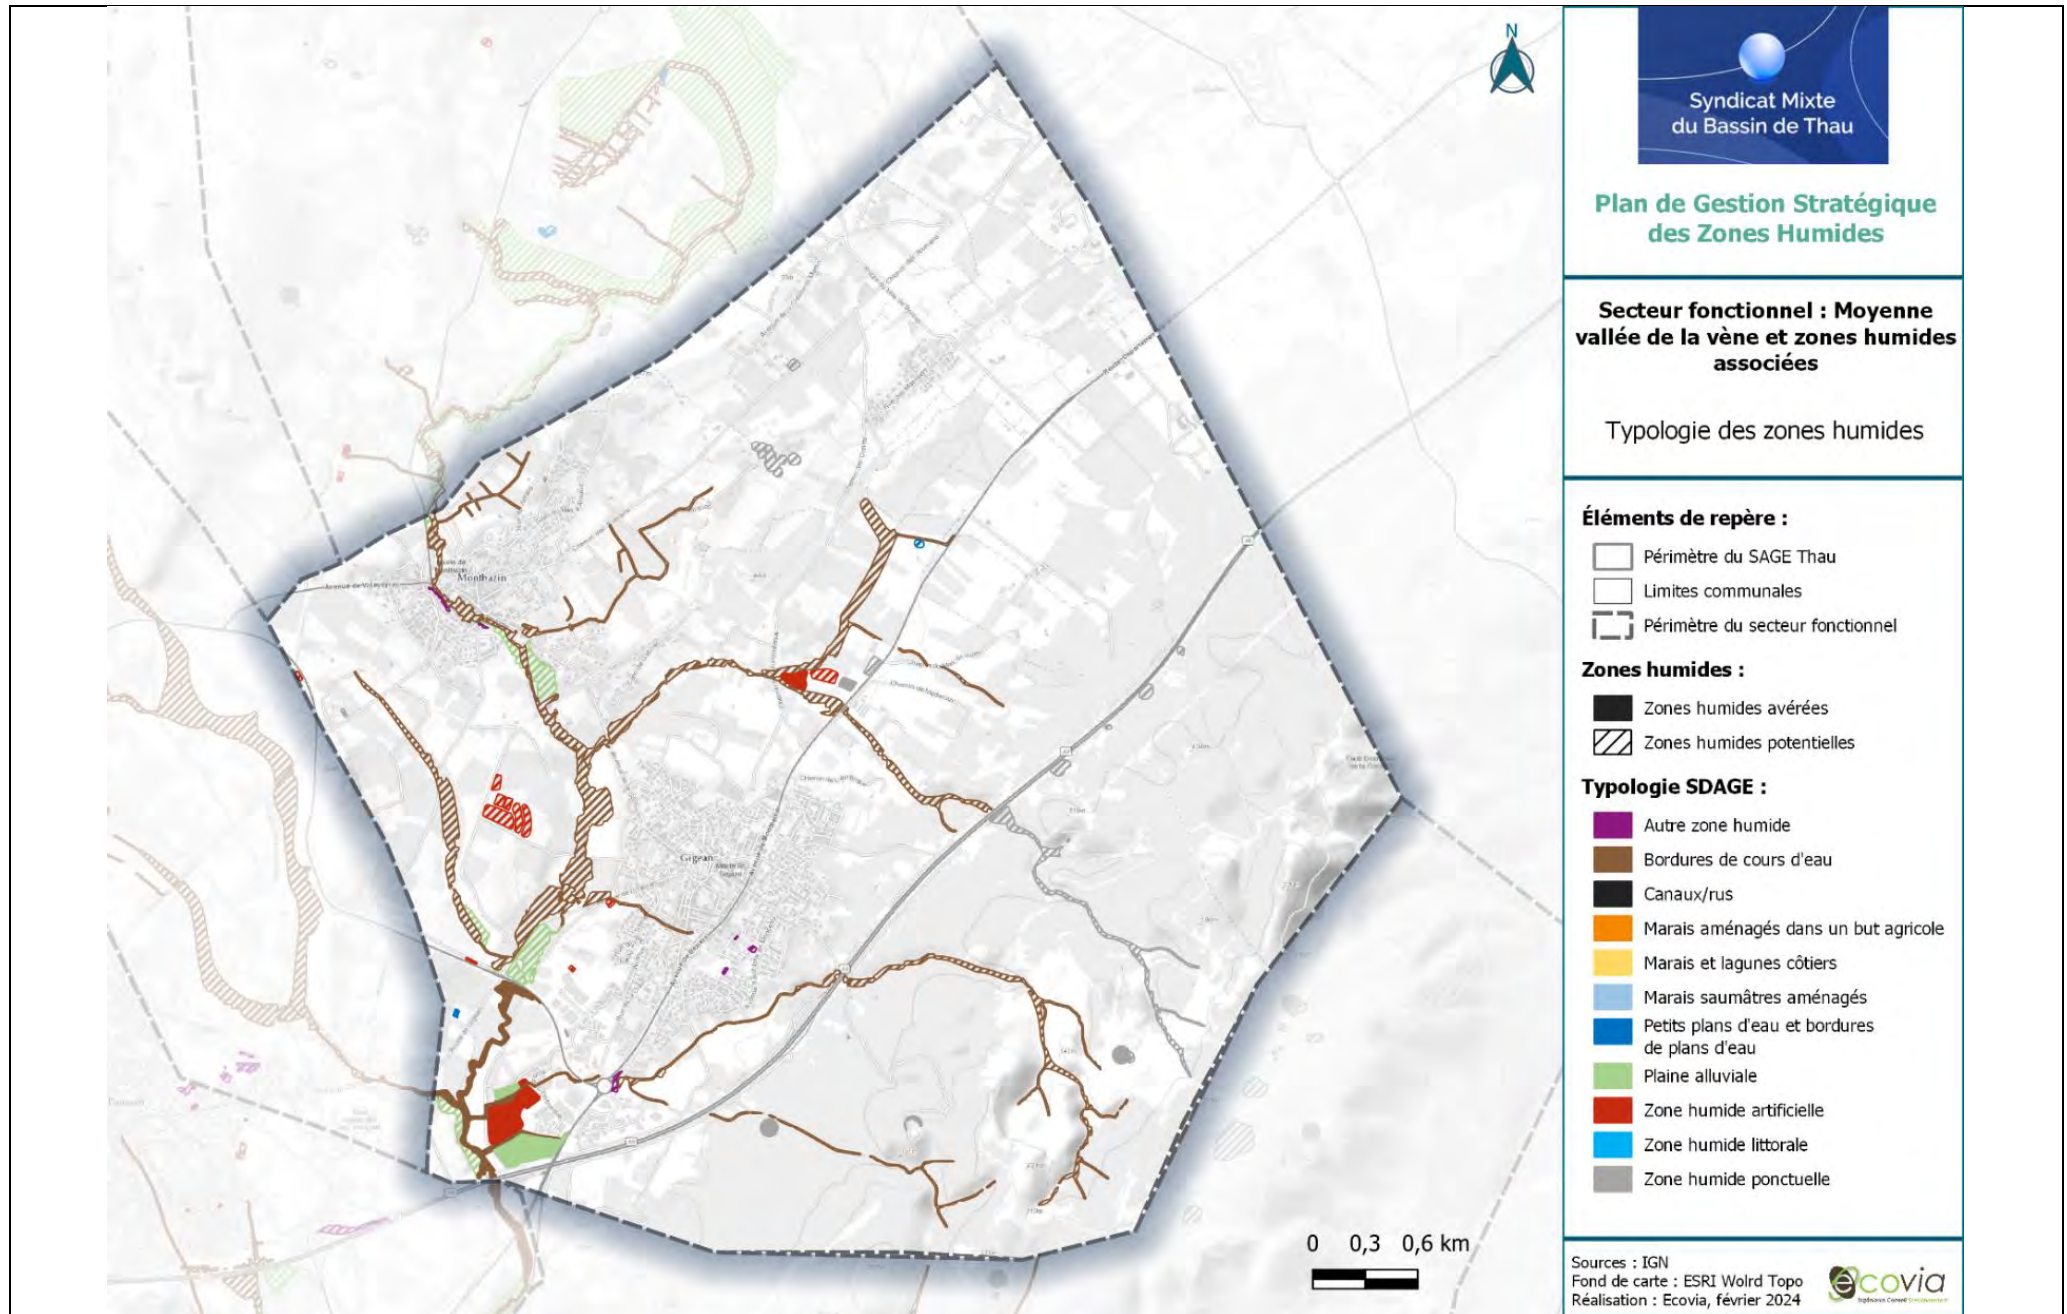 N
Syndicat Mixte
du Bassin de Thau
Plan de Gestion Stratégique
des Zones Humides
Secteur fonctionnel : Moyenne
vallée de la vène et zones humides
associées
Typologie des zones humides
Éléments de repère :
Périmètre du SAGE Thau
Limites communales
Périmètre du secteur fonctionnel
Zones humides :
Zones humides avérées
Zones humides potentielles
Typologie SDAGE :
Autre zone humide
Bordures de cours d'eau
Canaux/rus
Marais aménagés dans un but agricole
Marais et lagunes côtiers
Marais saumâtres aménagés
Petits plans d'eau et bordures
de plans d'eau
Plaine alluviale
Zone humide artificielle
Zone humide littorale
Zone humide ponctuelle
Montbazin
Gigean
0 0,3 0,6 km
Sources : IGN
Fond de carte : ESRI Wolrd Topo
Réalisation : Ecovia, février 2024
ecovia